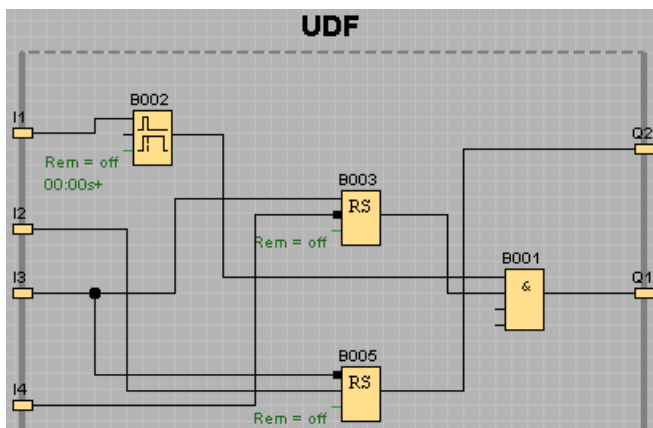 UDF
I1
B002
Q2
Rem = off
00:00s+
B003
RS
I2
Rem = off
B001
&
I3
Q1
B005
RS
I4
Rem = off